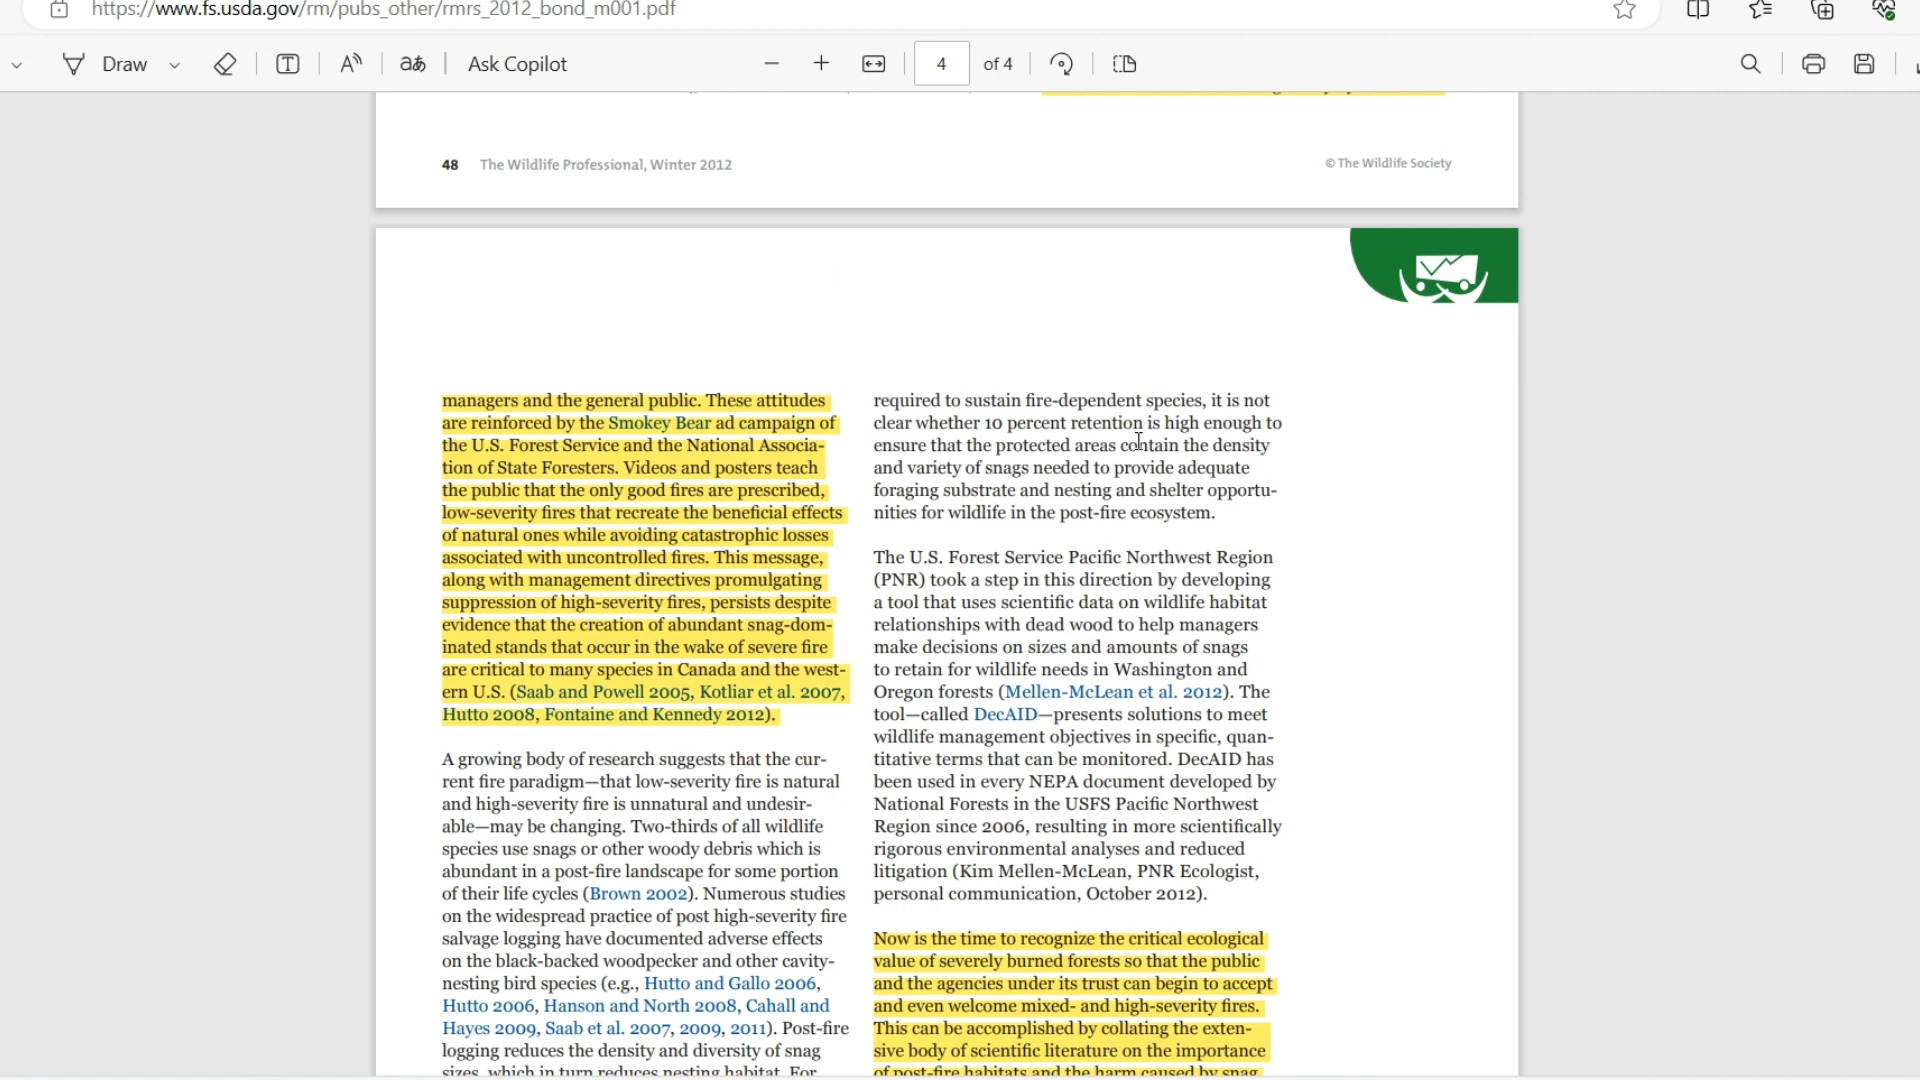 https://www.fs.usda.gov/rm/pubs_other/rmrs_2012_bond_m001.pdf
Draw
Ask Copilot
4 of 4
48 The Wildlife Professional, Winter 2012
© The Wildlife Society
managers and the general public. These attitudes
are reinforced by the Smokey Bear ad campaign of
the U.S. Forest Service and the National Associa-
tion of State Foresters. Videos and posters teach
the public that the only good fires are prescribed,
low-severity fires that recreate the beneficial effects
of natural ones while avoiding catastrophic losses
associated with uncontrolled fires. This message,
along with management directives promulgating
suppression of high-severity fires, persists despite
evidence that the creation of abundant snag-dom-
inated stands that occur in the wake of severe fire
are critical to many species in Canada and the west-
ern U.S. (Saab and Powell 2005, Kotliar et al. 2007,
Hutto 2008, Fontaine and Kennedy 2012).
A growing body of research suggests that the cur-
rent fire paradigm—that low-severity fire is natural
and high-severity fire is unnatural and undesir-
able—may be changing. Two-thirds of all wildlife
species use snags or other woody debris which is
abundant in a post-fire landscape for some portion
of their life cycles (Brown 2002). Numerous studies
on the widespread practice of post high-severity fire
salvage logging have documented adverse effects
on the black-backed woodpecker and other cavity-
nesting bird species (e.g., Hutto and Gallo 2006,
Hutto 2006, Hanson and North 2008, Cahall and
Hayes 2009, Saab et al. 2007, 2009, 2011). Post-fire
logging reduces the density and diversity of snag
sizes, which in turn reduces nesting habitat. For
required to sustain fire-dependent species, it is not
clear whether 10 percent retention is high enough to
ensure that the protected areas contain the density
and variety of snags needed to provide adequate
foraging substrate and nesting and shelter opportu-
nities for wildlife in the post-fire ecosystem.
The U.S. Forest Service Pacific Northwest Region
(PNR) took a step in this direction by developing
a tool that uses scientific data on wildlife habitat
relationships with dead wood to help managers
make decisions on sizes and amounts of snags
to retain for wildlife needs in Washington and
Oregon forests (Mellen-McLean et al. 2012). The
tool—called DecAID—presents solutions to meet
wildlife management objectives in specific, quan-
titative terms that can be monitored. DecAID has
been used in every NEPA document developed by
National Forests in the USFS Pacific Northwest
Region since 2006, resulting in more scientifically
rigorous environmental analyses and reduced
litigation (Kim Mellen-McLean, PNR Ecologist,
personal communication, October 2012).
Now is the time to recognize the critical ecological
value of severely burned forests so that the public
and the agencies under its trust can begin to accept
and even welcome mixed- and high-severity fires.
This can be accomplished by collating the exten-
sive body of scientific literature on the importance
of post-fire habitats and the harm caused by snag